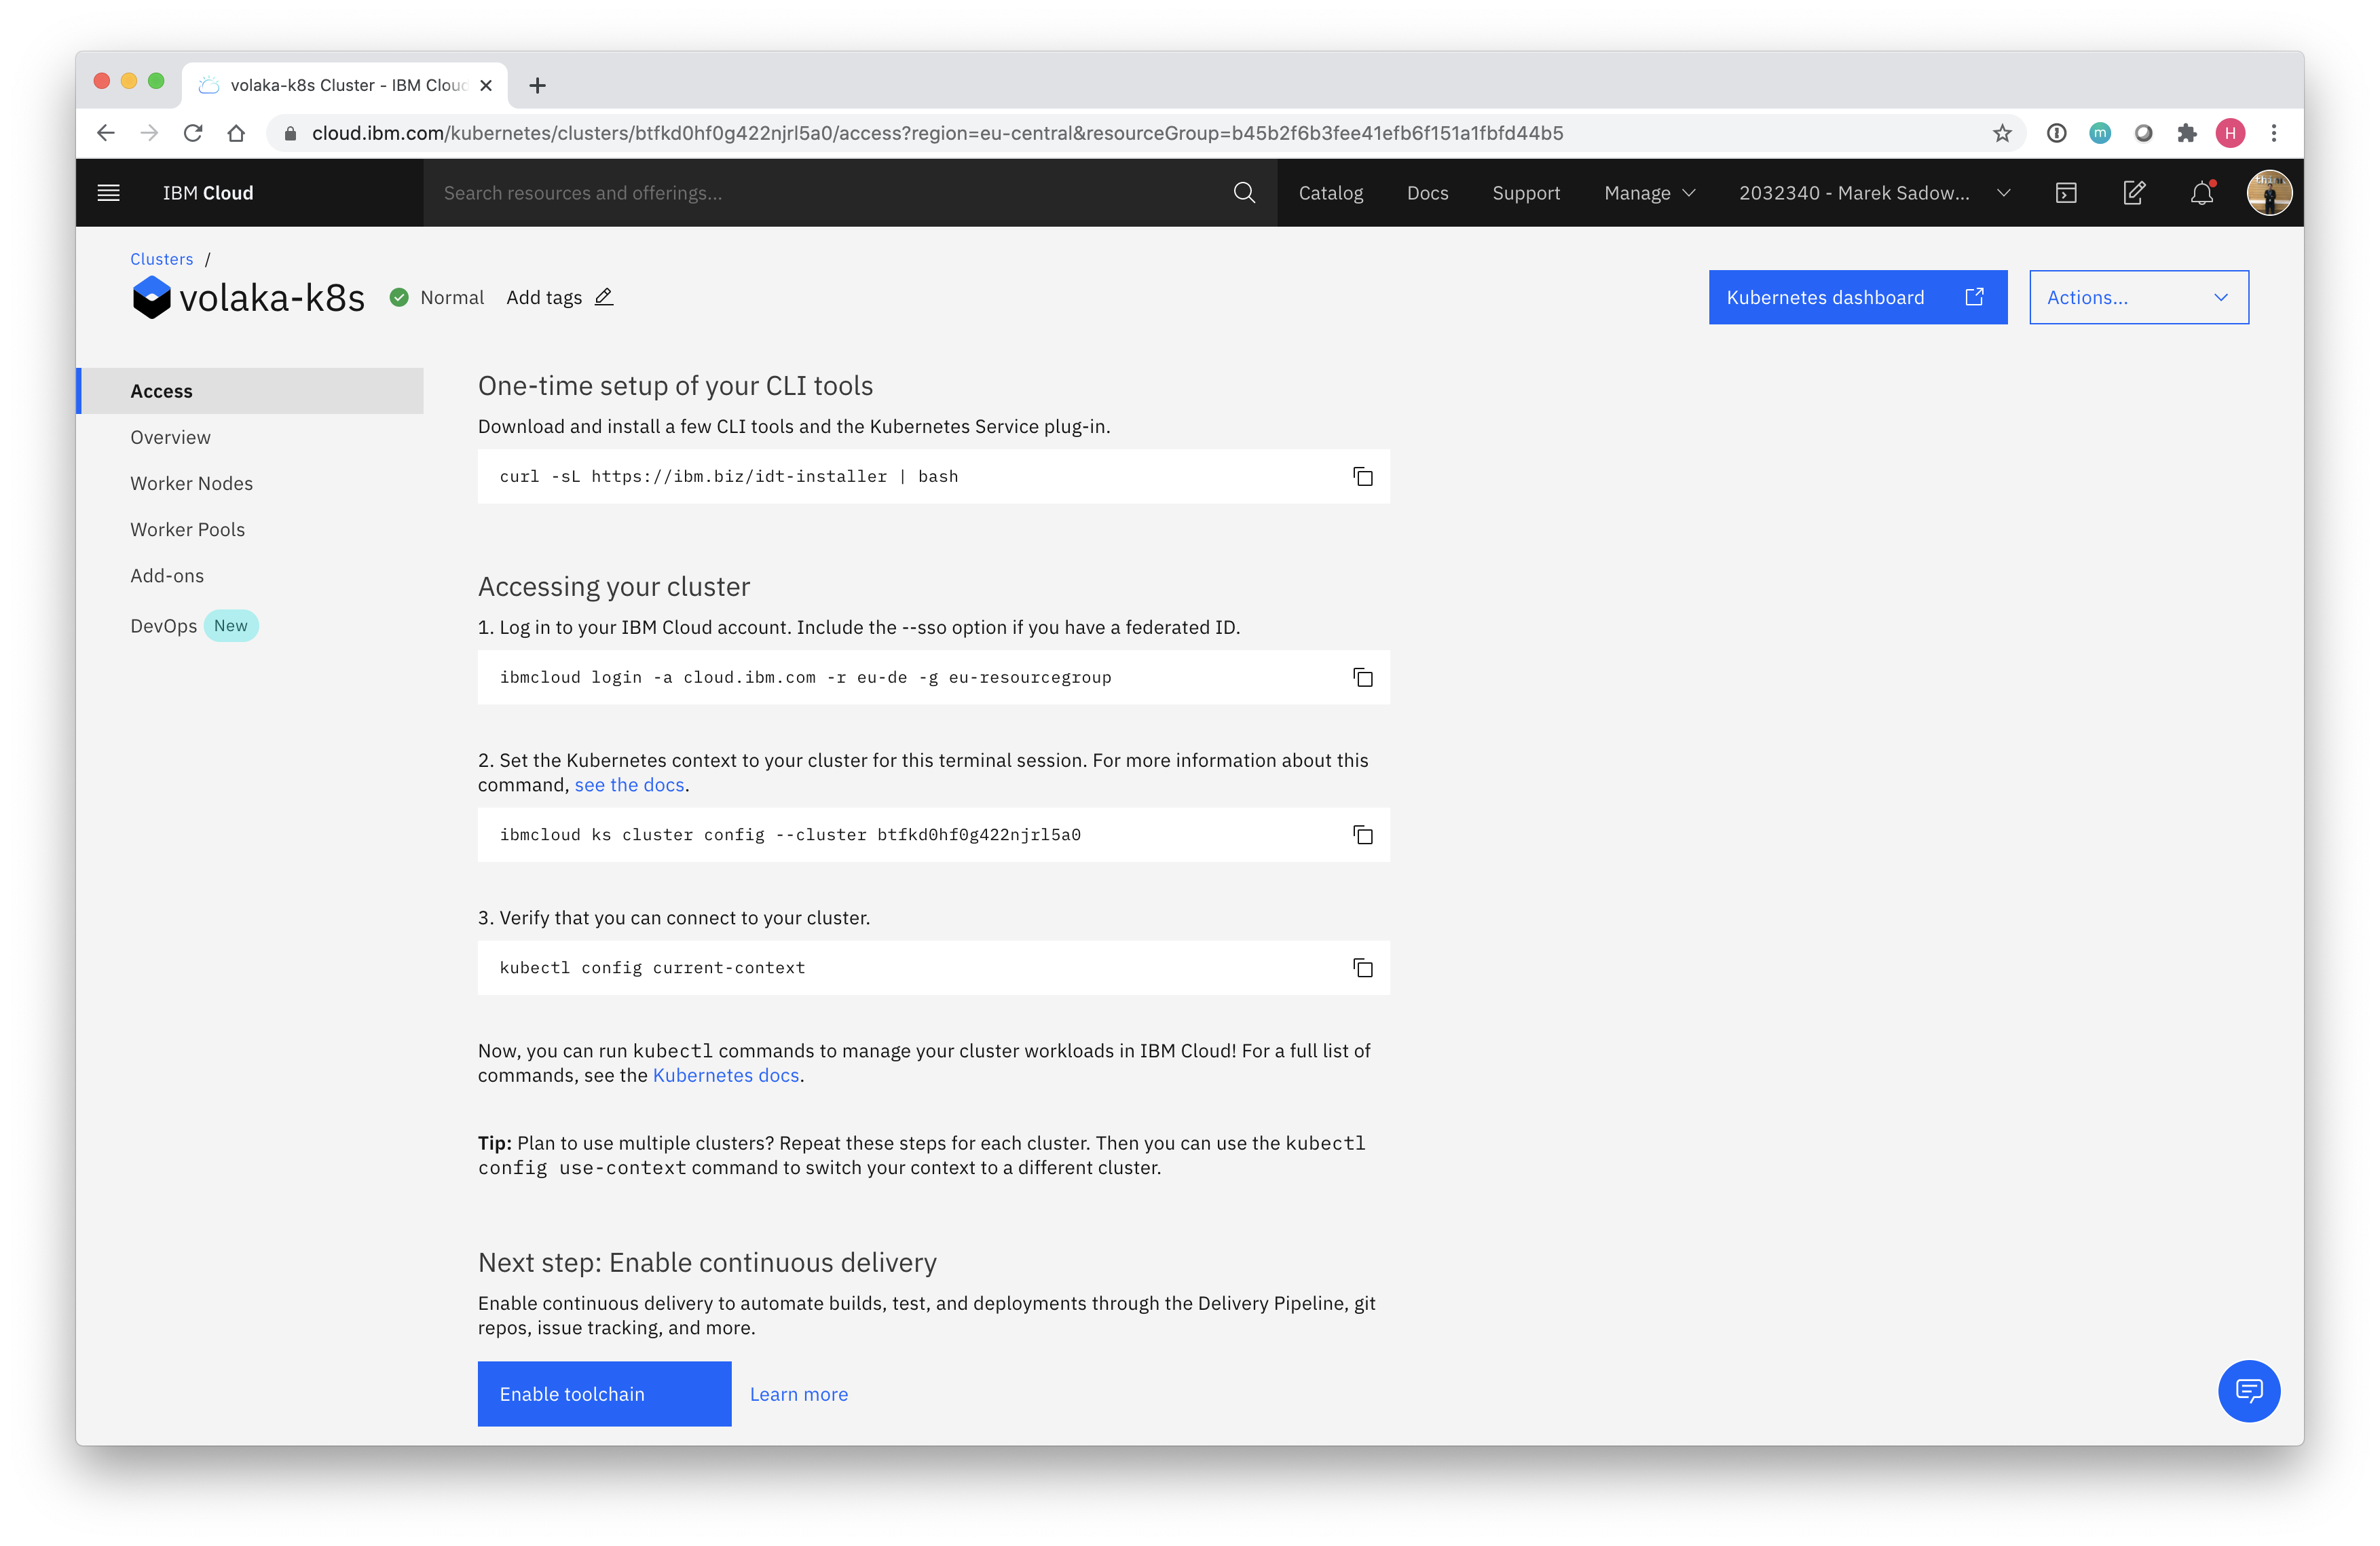 volaka-k8s Cluster - IBM Cloud
cloud.ibm.com/kubernetes/clusters/btfkd0hf0g422njrl5a0/access?region=eu-central&resourceGroup=b45b2f6b3fee41efb6f151a1fbfd44b5
m
H
IBM Cloud
Search resources and offerings...
Catalog
Docs
Support
Manage
2032340 - Marek Sadow...
Clusters /
volaka-k8s
Normal
Add tags
Kubernetes dashboard
Actions...
Access
Overview
Worker Nodes
Worker Pools
Add-ons
DevOps New
One-time setup of your CLI tools
Download and install a few CLI tools and the Kubernetes Service plug-in.
curl -sL https://ibm.biz/idt-installer | bash
Accessing your cluster
1. Log in to your IBM Cloud account. Include the --sso option if you have a federated ID.
ibmcloud login -a cloud.ibm.com -r eu-de -g eu-resourcegroup
2. Set the Kubernetes context to your cluster for this terminal session. For more information about this
command, see the docs.
ibmcloud ks cluster config --cluster btfkd0hf0g422njrl5a0
3. Verify that you can connect to your cluster.
kubectl config current-context
Now, you can run kubectl commands to manage your cluster workloads in IBM Cloud! For a full list of
commands, see the Kubernetes docs.
Tip: Plan to use multiple clusters? Repeat these steps for each cluster. Then you can use the kubectl
config use-context command to switch your context to a different cluster.
Next step: Enable continuous delivery
Enable continuous delivery to automate builds, test, and deployments through the Delivery Pipeline, git
repos, issue tracking, and more.
Enable toolchain
Learn more